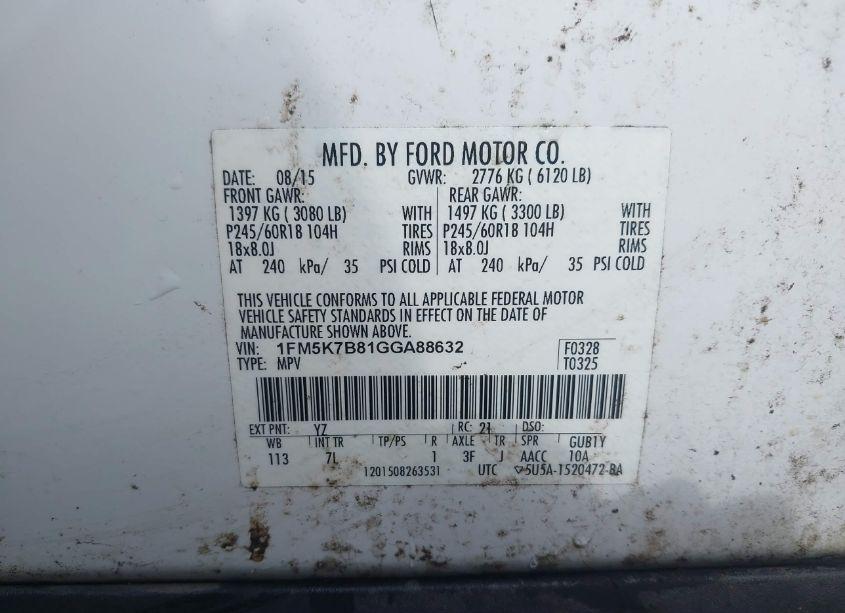 MFD. BY FORD MOTOR CO.
DATE: 08/15 GVWR: 2776 KG ( 6120 LB)
FRONT GAWR: REAR GAWR:
1397 KG ( 3080 LB) WITH 1497 KG ( 3300 LB) WITH
P245/60R18 104H TIRES P245/60R18 104H TIRES
18x8.0J RIMS 18x8.0J RIMS
AT 240 kPa/ 35 PSI COLD AT 240 kPa/ 35 PSI COLD
THIS VEHICLE CONFORMS TO ALL APPLICABLE FEDERAL MOTOR
VEHICLE SAFETY STANDARDS IN EFFECT ON THE DATE OF
MANUFACTURE SHOWN ABOVE.
VIN: 1FM5K7B81GGA88632 F0328
TYPE: MPV T0325
EXT PNT: YZ RC: 21 DSO:
WB INT TR TP/PS R AXLE TR SPR GUB1Y
113 7L 1 3F J AACC 10A
1201508263531 UTC ▽5U5A-1520472-BA